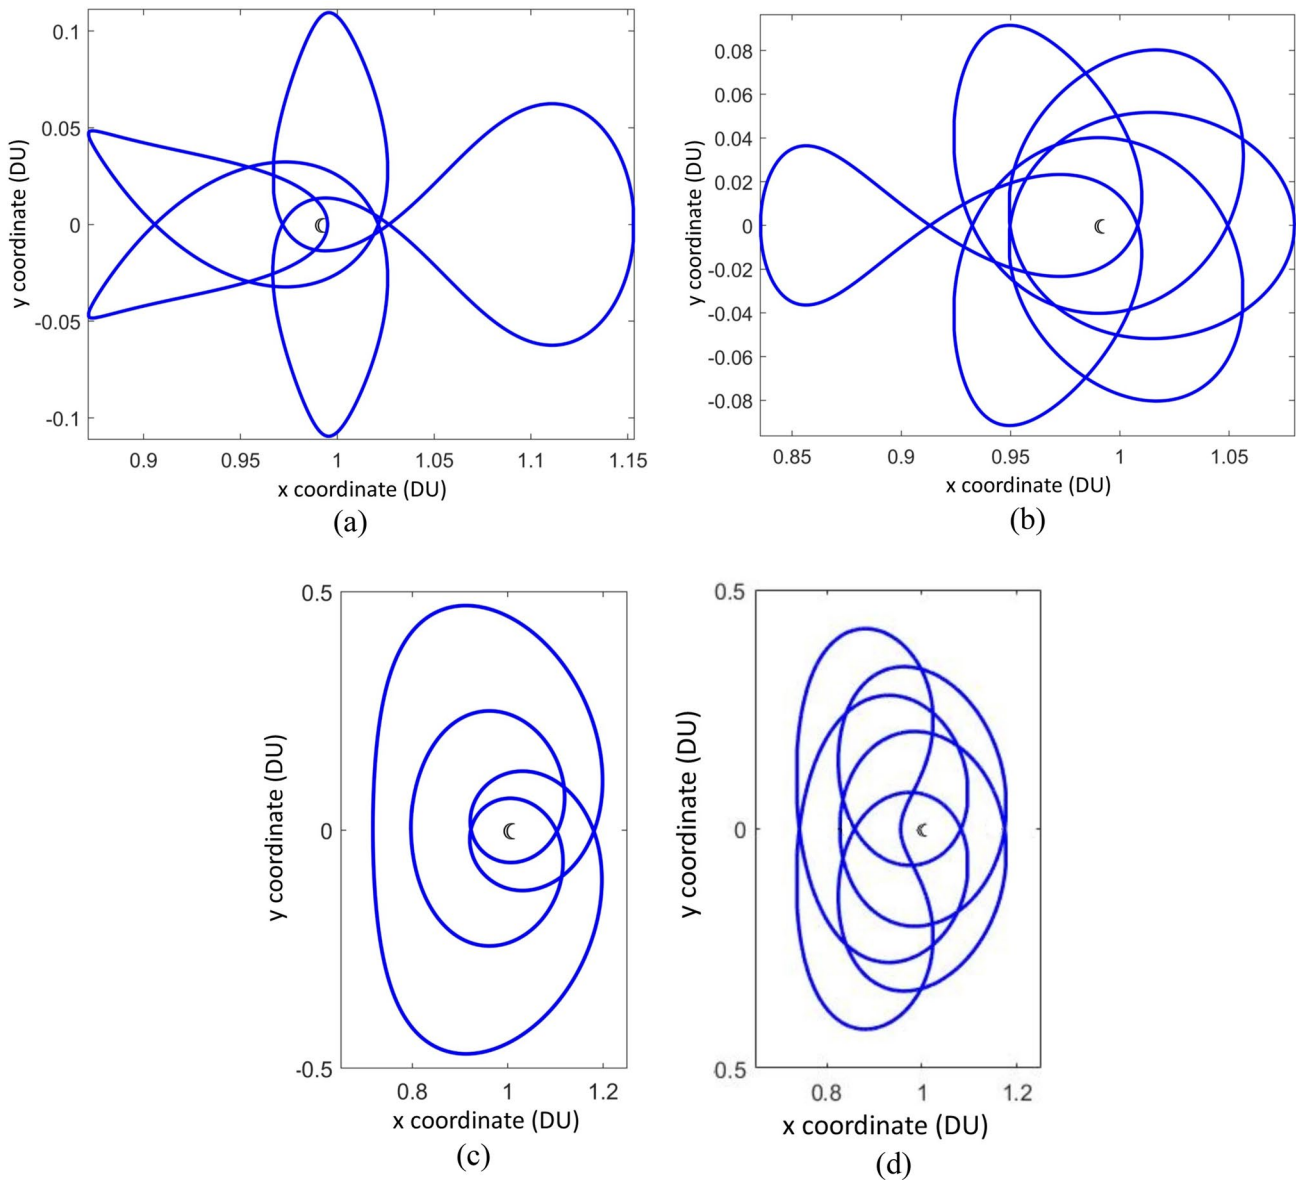 0.1
0.05
0
-0.05
-0.1
y coordinate (DU)
0.9 0.95 1 1.05 1.1 1.15
x coordinate (DU)
(a)
0.08
0.06
0.04
0.02
0
-0.02
-0.04
-0.06
-0.08
y coordinate (DU)
0.85 0.9 0.95 1 1.05
x coordinate (DU)
(b)
0.5
0
-0.5
y coordinate (DU)
0.8 1 1.2
x coordinate (DU)
(c)
0.5
0
0.5
y coordinate (DU)
0.8 1 1.2
x coordinate (DU)
(d)